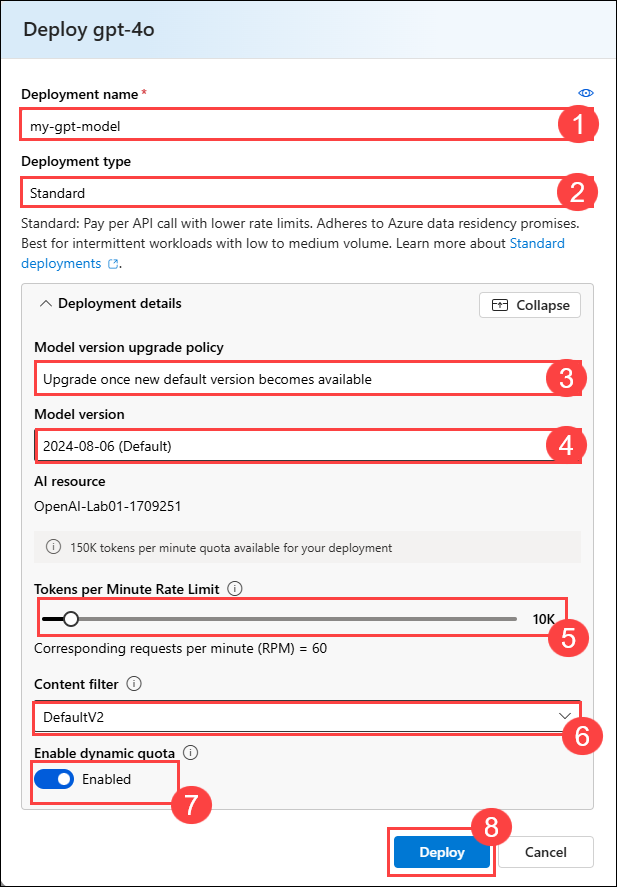 Deploy gpt-4o
Deployment name *
my-gpt-model
1
Deployment type
Standard
2
Standard: Pay per API call with lower rate limits. Adheres to Azure data residency promises.
Best for intermittent workloads with low to medium volume. Learn more about Standard
deployments.
Deployment details
Collapse
Model version upgrade policy
Upgrade once new default version becomes available
3
Model version
2024-08-06 (Default)
4
AI resource
OpenAI-Lab01-1709251
150K tokens per minute quota available for your deployment
Tokens per Minute Rate Limit
10K
5
Corresponding requests per minute (RPM) = 60
Content filter
DefaultV2
6
Enable dynamic quota
Enabled
7
8
Deploy
Cancel